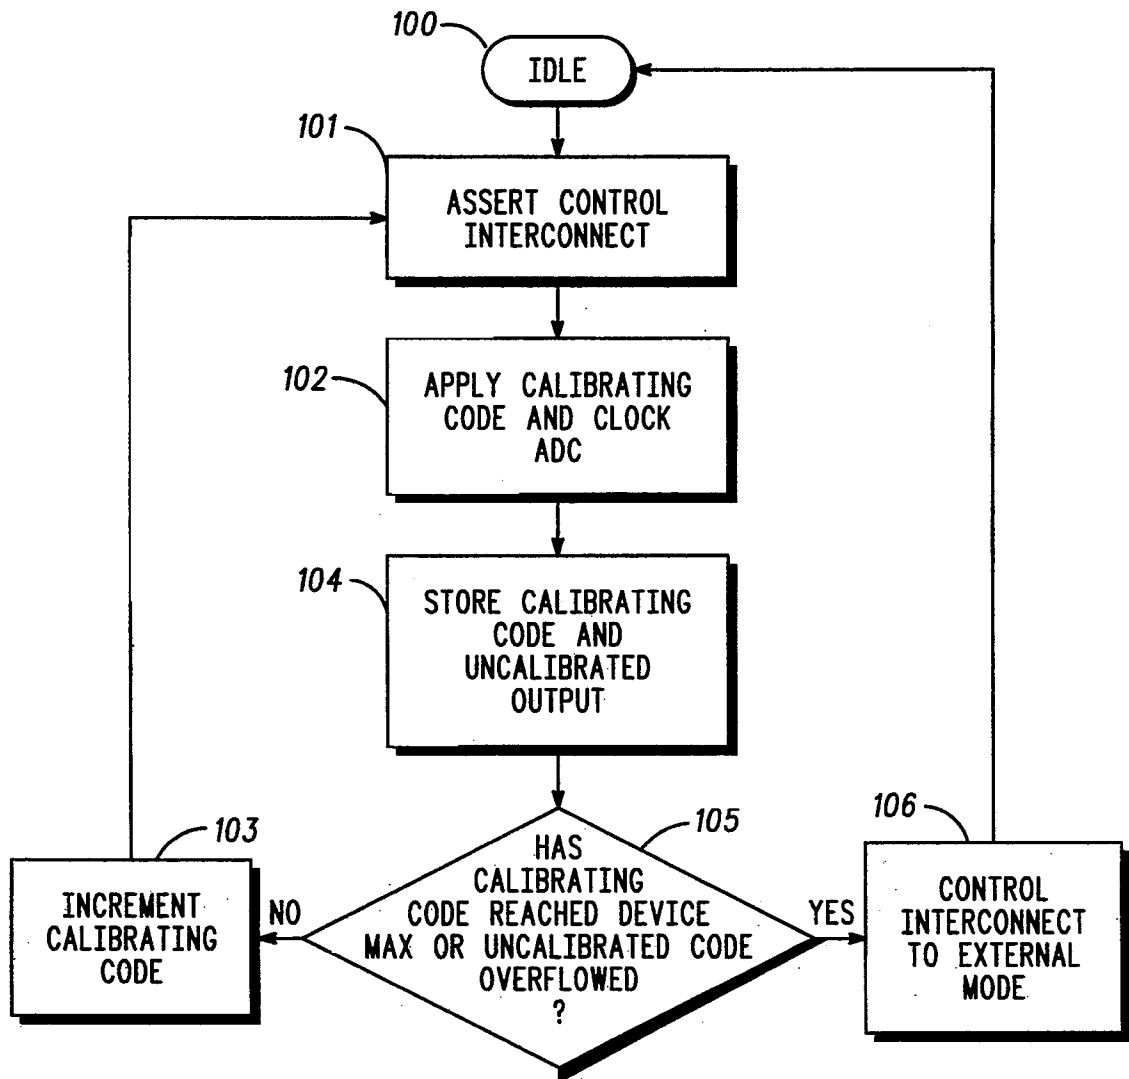 100
IDLE
101
ASSERT CONTROL
INTERCONNECT
102
APPLY CALIBRATING
CODE AND CLOCK
ADC
104
STORE CALIBRATING
CODE AND
UNCALIBRATED
OUTPUT
103
INCREMENT
CALIBRATING
CODE
NO
105
HAS
CALIBRATING
CODE REACHED DEVICE
MAX OR UNCALIBRATED CODE
OVERFLOWED
?
YES
106
CONTROL
INTERCONNECT
TO EXTERNAL
MODE